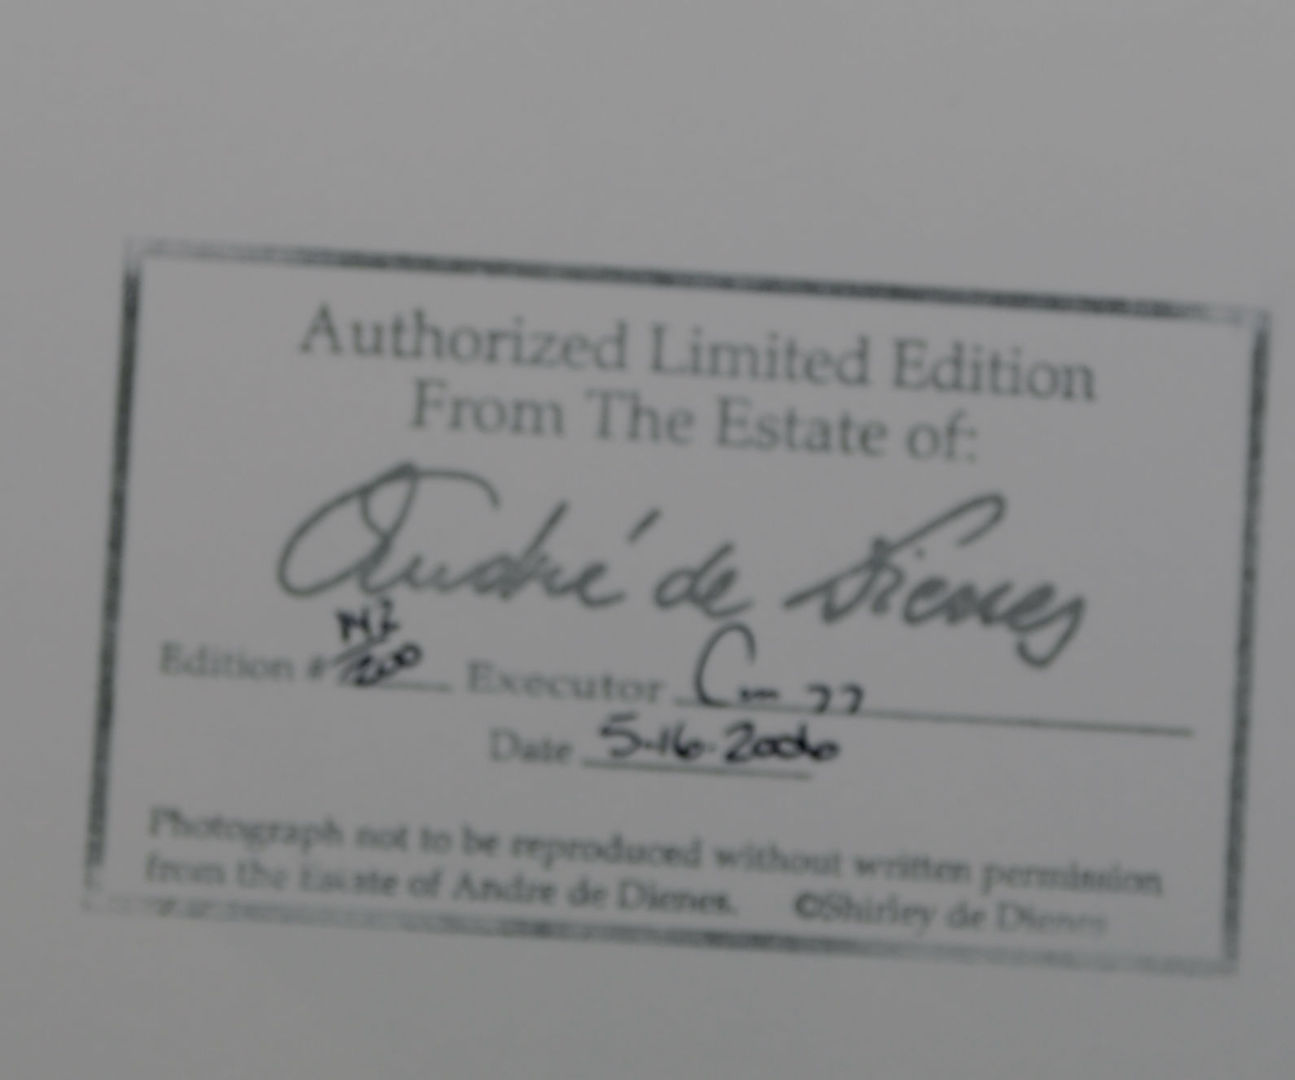 Authorized Limited Edition
From The Estate of:
André de Dienes
Edition # /200 Executor
Date 5-16-2006
Photograph not to be reproduced without written permission
from the Estate of Andre de Dienes. ©Shirley de Dienes